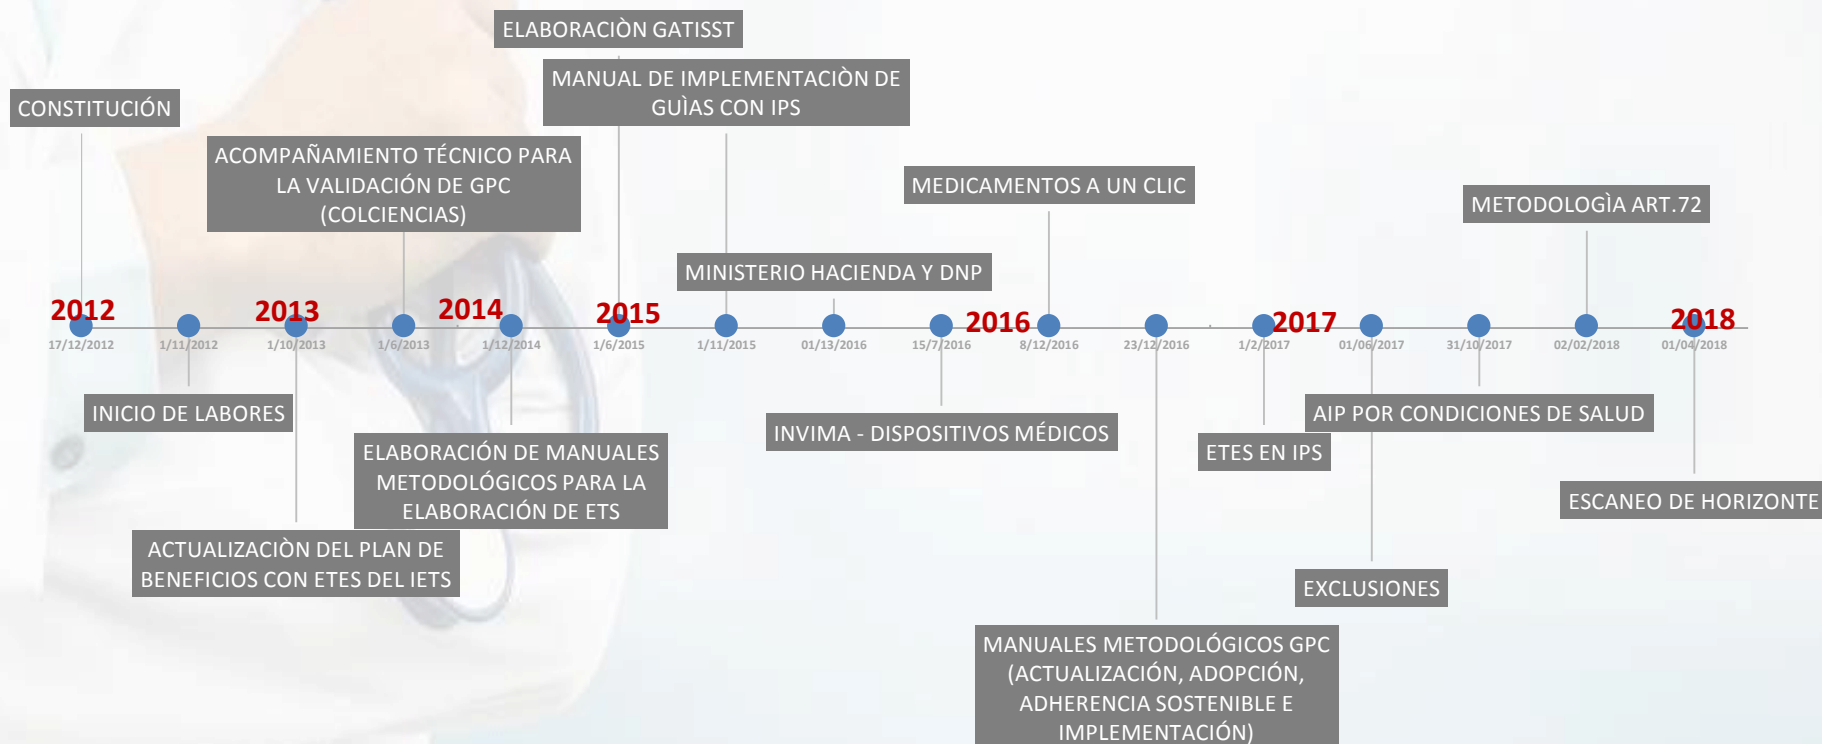 ELABORACIÒN GATISST
MANUAL DE IMPLEMENTACIÒN DE
GUÌAS CON IPS
CONSTITUCIÓN
ACOMPAÑAMIENTO TÉCNICO PARA
LA VALIDACIÓN DE GPC
(COLCIENCIAS)
MEDICAMENTOS A UN CLIC
METODOLOGÌA ART.72
MINISTERIO HACIENDA Y DNP
2012
2013
2014
2015
2016
2017
2018
17/12/2012
1/11/2012
1/10/2013
1/6/2013
1/12/2014
1/6/2015
1/11/2015
01/13/2016
15/7/2016
8/12/2016
23/12/2016
1/2/2017
01/06/2017
31/10/2017
02/02/2018
01/04/2018
INICIO DE LABORES
AIP POR CONDICIONES DE SALUD
INVIMA - DISPOSITIVOS MÉDICOS
ETES EN IPS
ELABORACIÓN DE MANUALES
METODOLÓGICOS PARA LA
ELABORACIÓN DE ETS
ESCANEO DE HORIZONTE
ACTUALIZACIÒN DEL PLAN DE
BENEFICIOS CON ETES DEL IETS
EXCLUSIONES
MANUALES METODOLÓGICOS GPC
(ACTUALIZACIÓN, ADOPCIÓN,
ADHERENCIA SOSTENIBLE E
IMPLEMENTACIÓN)